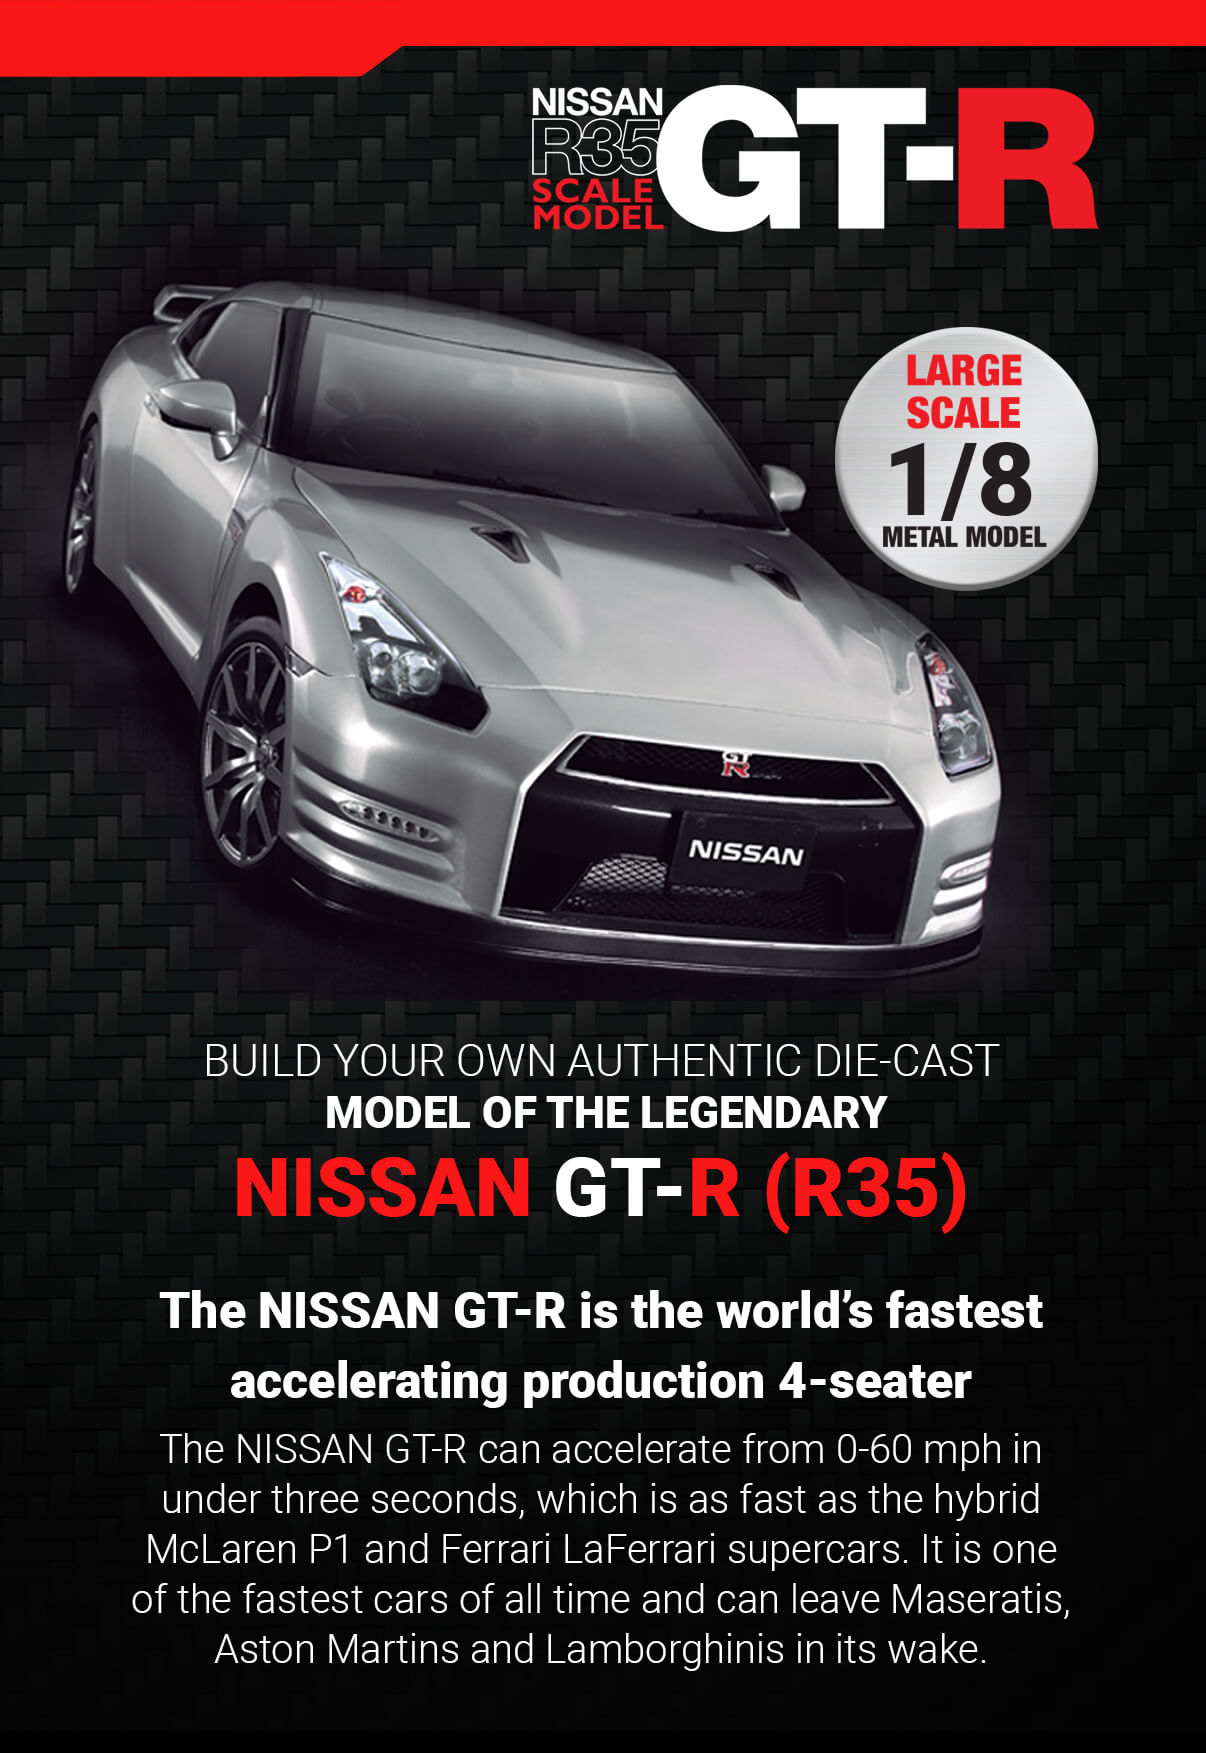 NISSAN
R35
SCALE
MODEL
GT-R
LARGE
SCALE
1/8
METAL MODEL
GT
R
NISSAN
BUILD YOUR OWN AUTHENTIC DIE-CAST
MODEL OF THE LEGENDARY
NISSAN GT-R (R35)
The NISSAN GT-R is the world’s fastest
accelerating production 4-seater
The NISSAN GT-R can accelerate from 0-60 mph in
under three seconds, which is as fast as the hybrid
McLaren P1 and Ferrari LaFerrari supercars. It is one
of the fastest cars of all time and can leave Maseratis,
Aston Martins and Lamborghinis in its wake.